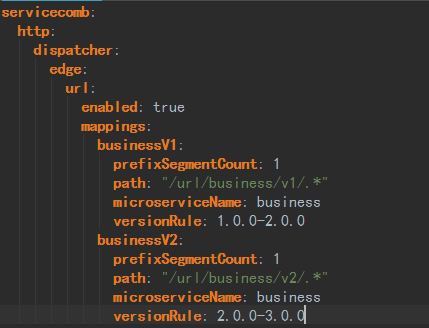 servicecomb:
  http:
    dispatcher:
      edge:
        url:
          enabled: true
          mappings:
            businessV1:
              prefixSegmentCount: 1
              path: "/url/business/v1/.*"
              microserviceName: business
              versionRule: 1.0.0-2.0.0
            businessV2:
              prefixSegmentCount: 1
              path: "/url/business/v2/.*"
              microserviceName: business
              versionRule: 2.0.0-3.0.0